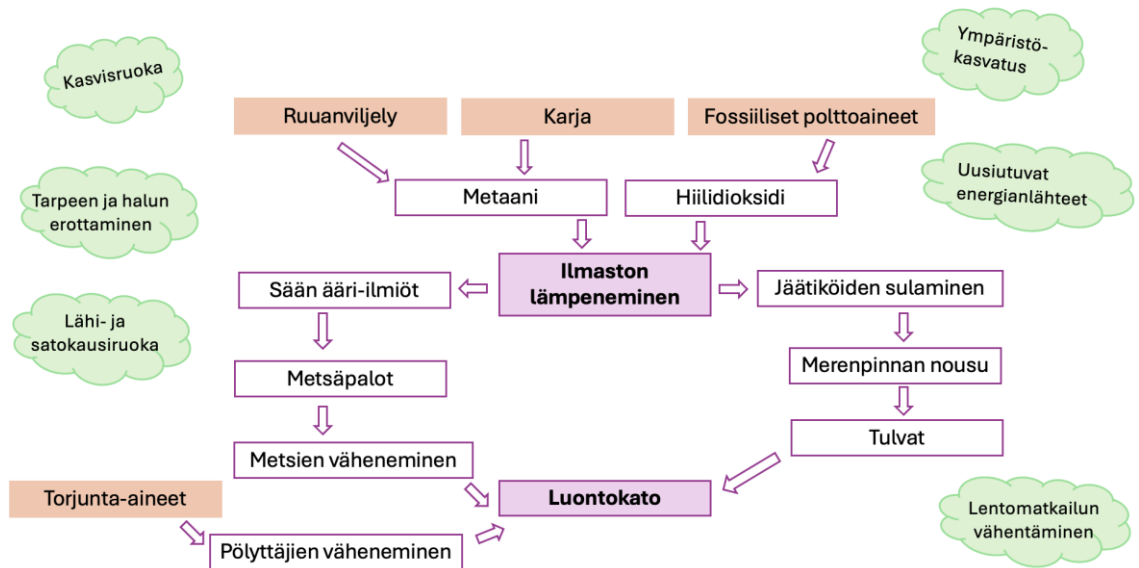 Kasvisruoka
Ympäristö-
kasvatus
Ruuanviljely
Karja
Fossiiliset polttoaineet
Metaani
Hiilidioksidi
Tarpeen ja halun
erottaminen
Uusiutuvat
energianlähteet
Ilmaston
lämpeneminen
Sään ääri-ilmiöt
Jäätiköiden sulaminen
Lähi- ja
satokausiruoka
Metsäpalot
Merenpinnan nousu
Metsien väheneminen
Tulvat
Torjunta-aineet
Luontokato
Lentomatkailun
vähentäminen
Pölyttäjien väheneminen